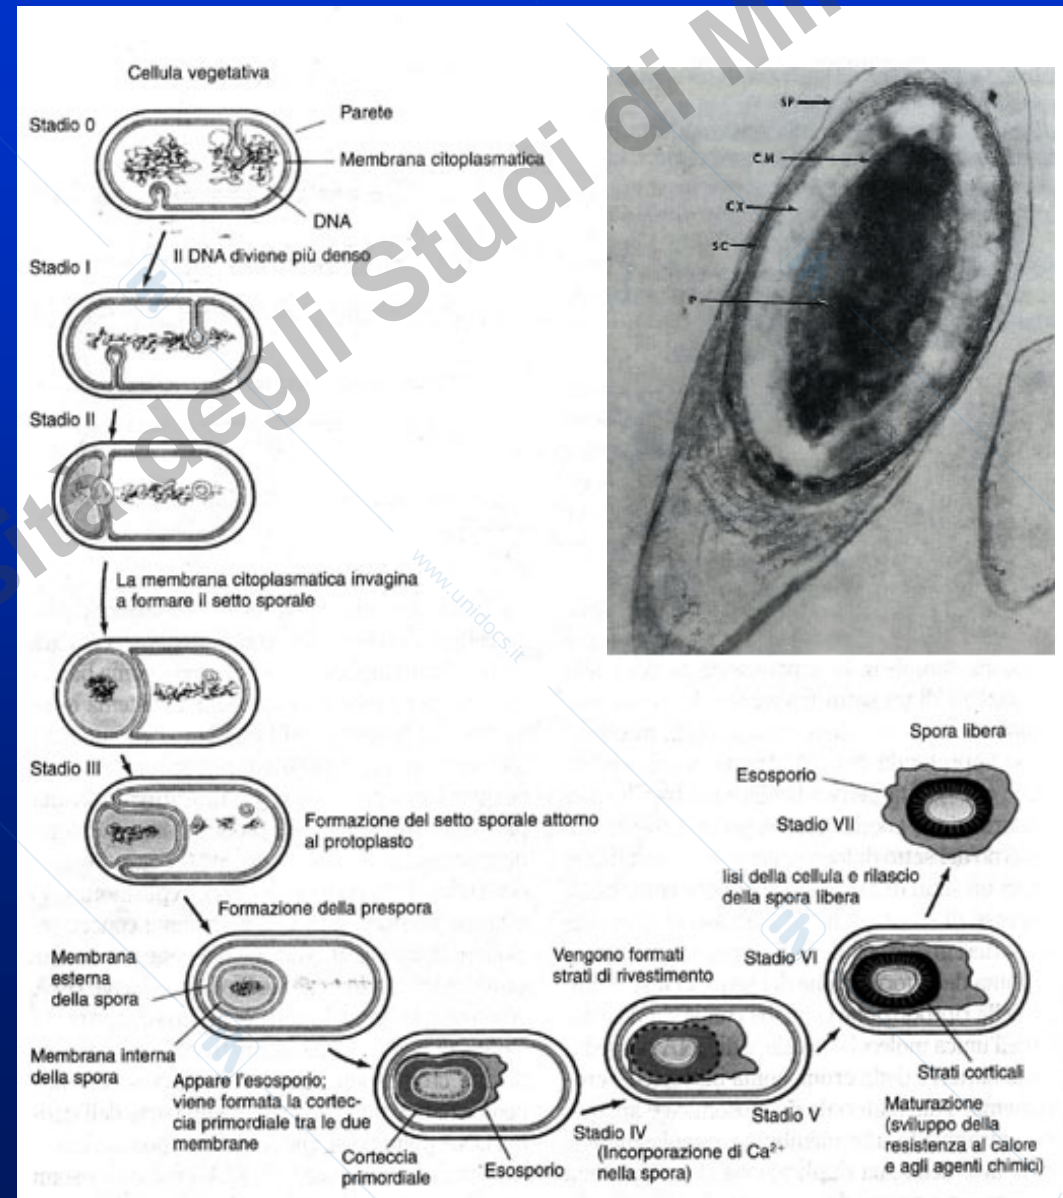 Cellula vegetativa
Stadio 0
Parete
Membrana citoplasmatica
DNA
Il DNA diviene più denso
Stadio I
Stadio II
La membrana citoplasmatica invagina
a formare il setto sporale
Stadio III
Formazione del setto sporale attorno
al protoplasto
Formazione della prespora
Membrana
esterna
della spora
Membrana interna
della spora
Appare l'esosporio;
viene formata la cortec-
cia primordiale tra le due
membrane
Corteccia
primordiale
Esosporio
Stadio IV
(Incorporazione di Ca²⁺
nella spora)
Vengono formati
strati di rivestimento
Stadio V
Stadio VI
Strati corticali
Maturazione
(sviluppo della
resistenza al calore
e agli agenti chimici)
lisi della cellula e rilascio
della spora libera
Stadio VII
Esosporio
Spora libera
SP
CM
CX
SC
P
degli Studi di
www.unidocs.it